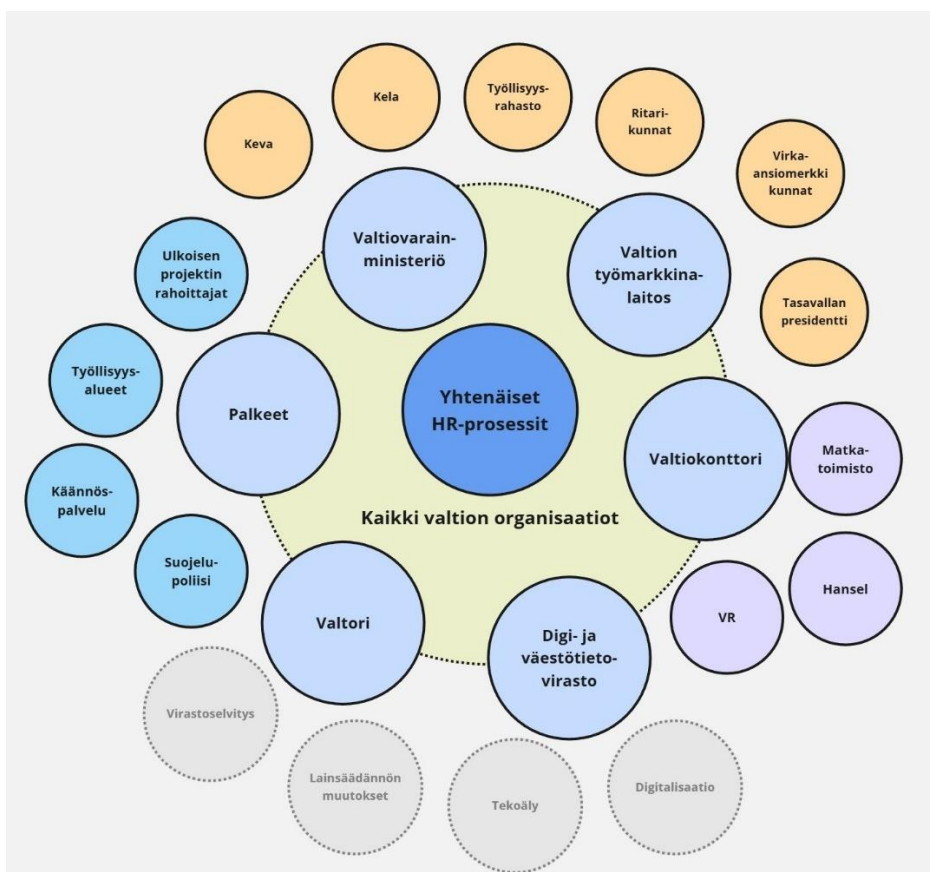 Kela
Työllisyys-
rahasto
Ritari-
kunnat
Keva
Virka-
ansiomerkki
kunnat
Valtiovarain-
ministeriö
Valtion
työmarkkina-
laitos
Ulkoisen
projektin
rahoittajat
Tasavallan
presidentti
Työllisyys-
alueet
Palkeet
Yhtenäiset
HR-prosessit
Valtiokonttori
Matka-
toimisto
Käännös-
palvelu
Kaikki valtion organisaatiot
Suojelu-
poliisi
Valtori
Digi- ja
väestötieto-
virasto
VR
Hansel
Virastoselvitys
Lainsäädännön
muutokset
Tekoäly
Digitalisaatio